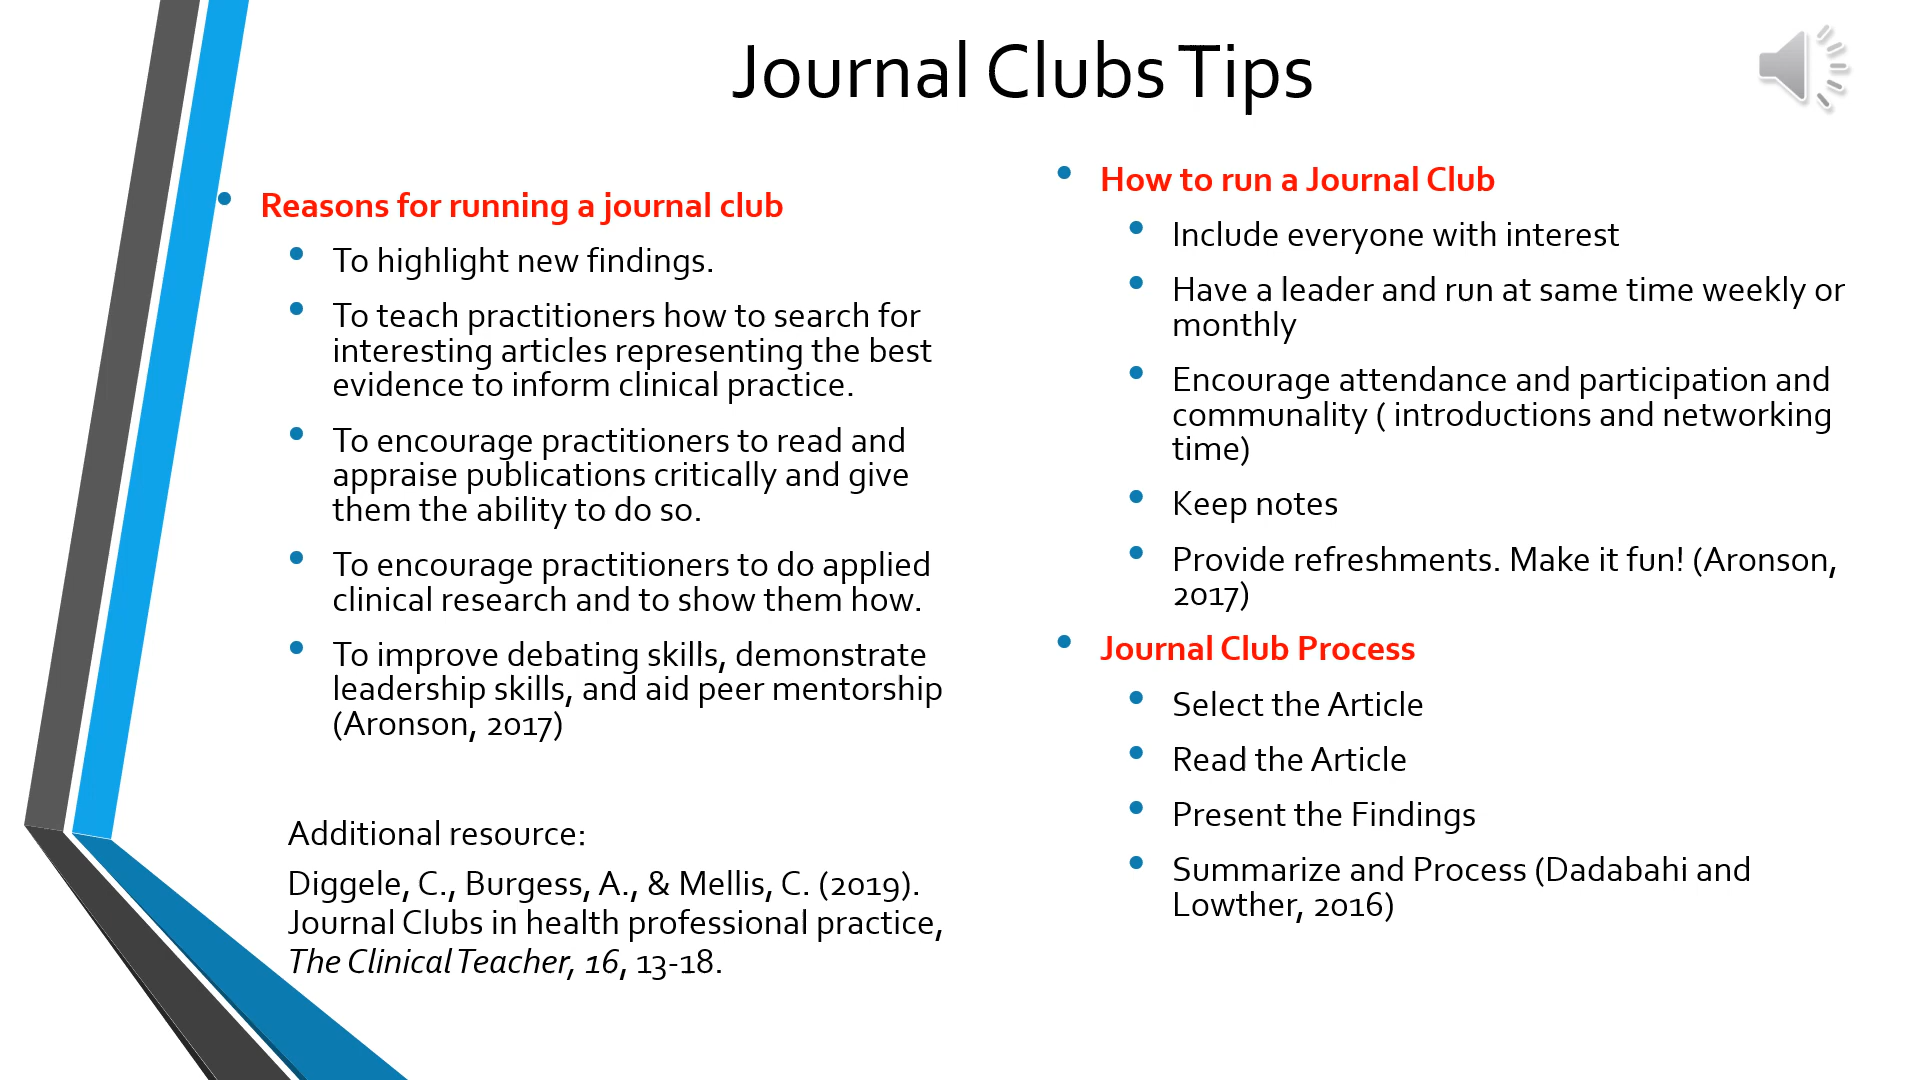 Journal Clubs Tips
Reasons for running a journal club
To highlight new findings.
To teach practitioners how to search for
interesting articles representing the best
evidence to inform clinical practice.
To encourage practitioners to read and
appraise publications critically and give
them the ability to do so.
To encourage practitioners to do applied
clinical research and to show them how.
To improve debating skills, demonstrate
leadership skills, and aid peer mentorship
(Aronson, 2017)
Additional resource:
Diggele, C., Burgess, A., & Mellis, C. (2019).
Journal Clubs in health professional practice,
The Clinical Teacher, 16, 13-18.
How to run a Journal Club
Include everyone with interest
Have a leader and run at same time weekly or
monthly
Encourage attendance and participation and
communality ( introductions and networking
time)
Keep notes
Provide refreshments. Make it fun! (Aronson,
2017)
Journal Club Process
Select the Article
Read the Article
Present the Findings
Summarize and Process (Dadabahi and
Lowther, 2016)